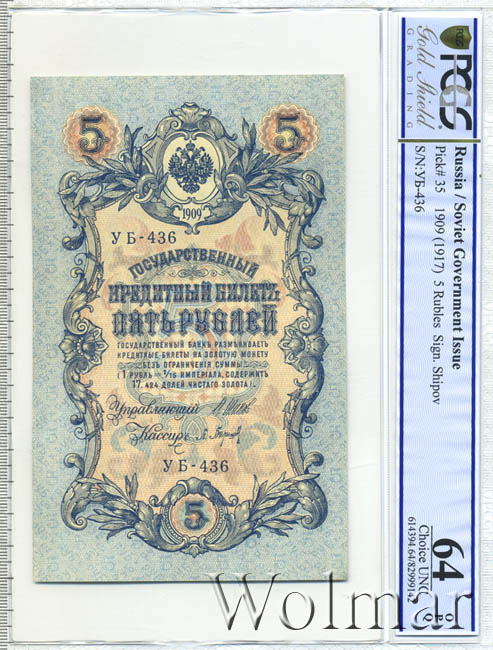 5
5
1909
УБ-436
ГОСУДАРСТВЕННЫЙ
КРЕДИТНЫЙ БИЛЕТЪ
ПЯТЬ РУБЛЕЙ
ГОСУДАРСТВЕННЫЙ БАНКЪ РАЗМѢНИВАЕТЪ
КРЕДИТНЫЕ БИЛЕТЫ НА ЗОЛОТУЮ МОНЕТУ
БЕЗЪ ОГРАНИЧЕНІЯ СУММЫ
(1 РУБЛЬ = 1/15 ИМПЕРІАЛА, СОДЕРЖИТЪ
17,424 ДОЛЕЙ ЧИСТАГО ЗОЛОТА).
Управляющій
Кассиръ
УБ-436
5
PCGS
Gold Shield
GRADING
Russia / Soviet Government Issue
Pick# 35 1909 (1917) 5 Rubles Sign. Shipov
S/N:УБ-436
64
Choice UNC
614394.64/82999142
Wolmar